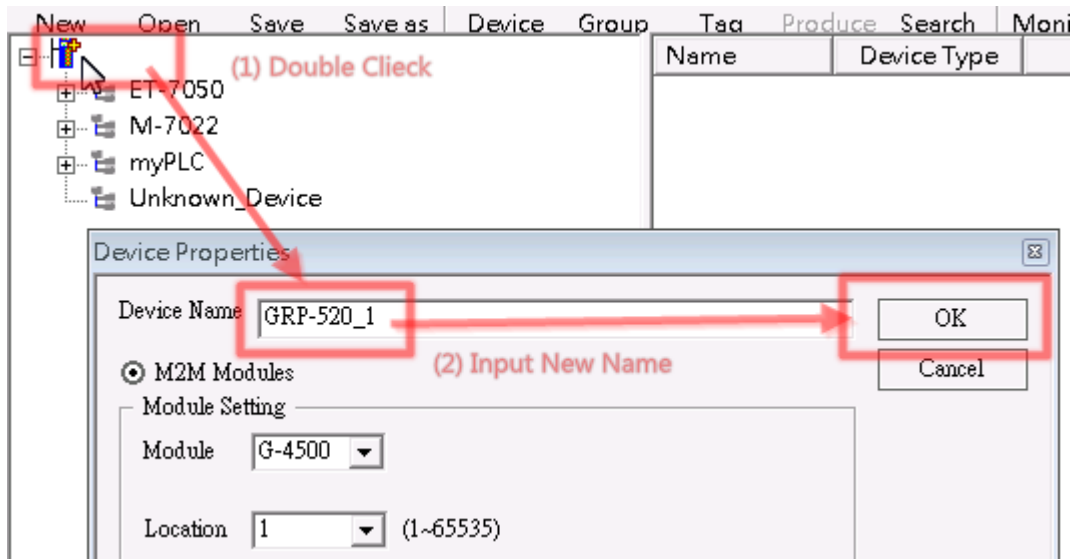 New Open Save Save as Device Group Tag Produce Search Moni
Name Device Type
(1) Double Clieck
ET-7050
M-7022
myPLC
Unknown_Device
Device Properties
Device Name GRP-520_1 OK
(2) Input New Name
M2M Modules Cancel
Module Setting
Module G-4500
Location 1 (1~65535)